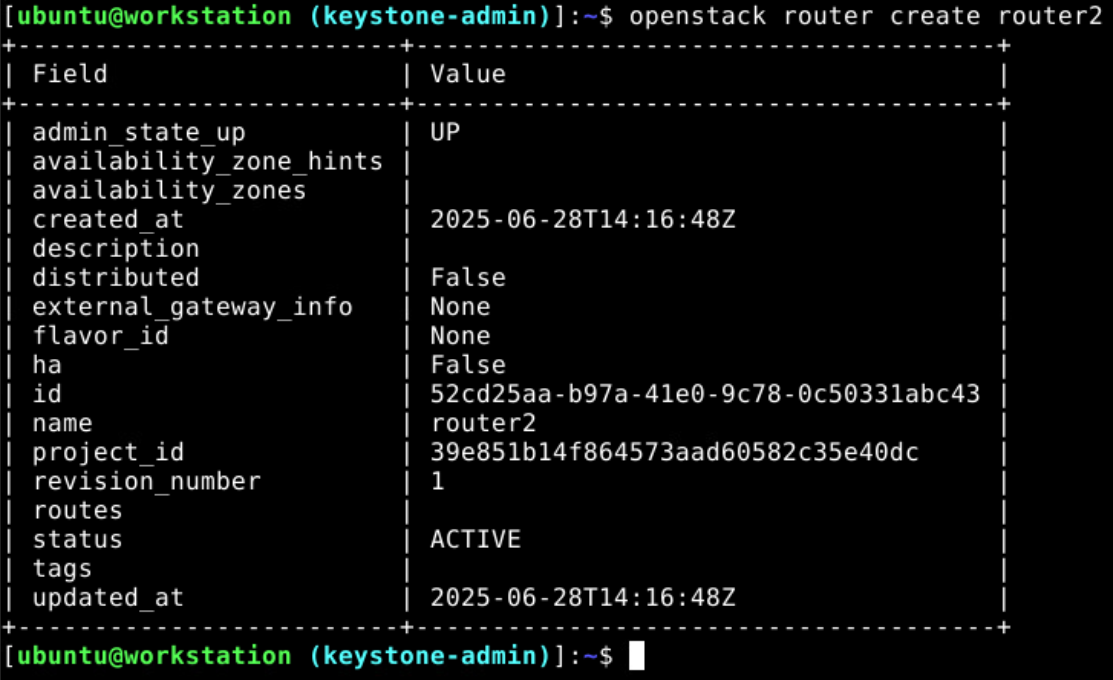 [ubuntu@workstation (keystone-admin)]:~$ openstack router create router2
+-------------------------+--------------------------------------+
| Field                   | Value                                |
+-------------------------+--------------------------------------+
| admin_state_up          | UP                                   |
| availability_zone_hints |                                      |
| availability_zones      |                                      |
| created_at              | 2025-06-28T14:16:48Z                 |
| description             |                                      |
| distributed             | False                                |
| external_gateway_info   | None                                 |
| flavor_id               | None                                 |
| ha                      | False                                |
| id                      | 52cd25aa-b97a-41e0-9c78-0c50331abc43 |
| name                    | router2                              |
| project_id              | 39e851b14f864573aad60582c35e40dc     |
| revision_number         | 1                                    |
| routes                  |                                      |
| status                  | ACTIVE                               |
| tags                    |                                      |
| updated_at              | 2025-06-28T14:16:48Z                 |
+-------------------------+--------------------------------------+
[ubuntu@workstation (keystone-admin)]:~$